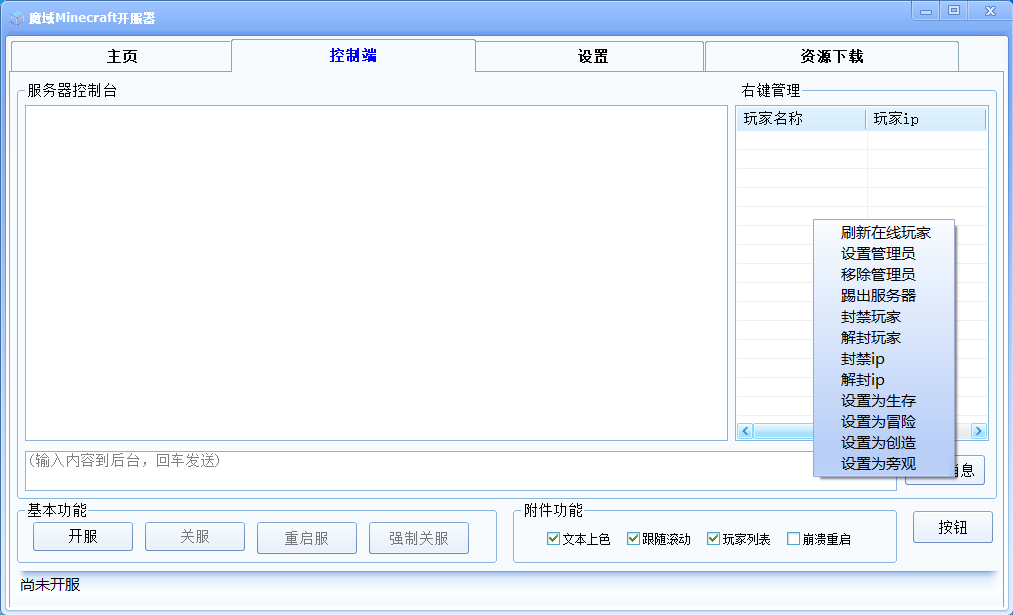 魔域Minecraft开服器
主页 控制端 设置 资源下载
服务器控制台
右键管理
玩家名称 玩家ip
刷新在线玩家
设置管理员
移除管理员
踢出服务器
封禁玩家
解封玩家
封禁ip
解封ip
设置为生存
设置为冒险
设置为创造
设置为旁观
(输入内容到后台，回车发送)
息
基本功能
开服 关服 重启服 强制关服
附件功能
文本上色 跟随滚动 玩家列表 崩溃重启
按钮
尚未开服